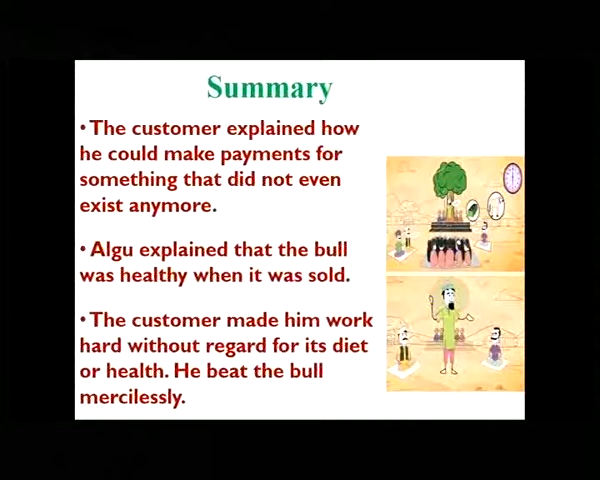 Summary
• The customer explained how
he could make payments for
something that did not even
exist anymore.
• Algu explained that the bull
was healthy when it was sold.
• The customer made him work
hard without regard for its diet
or health. He beat the bull
mercilessly.